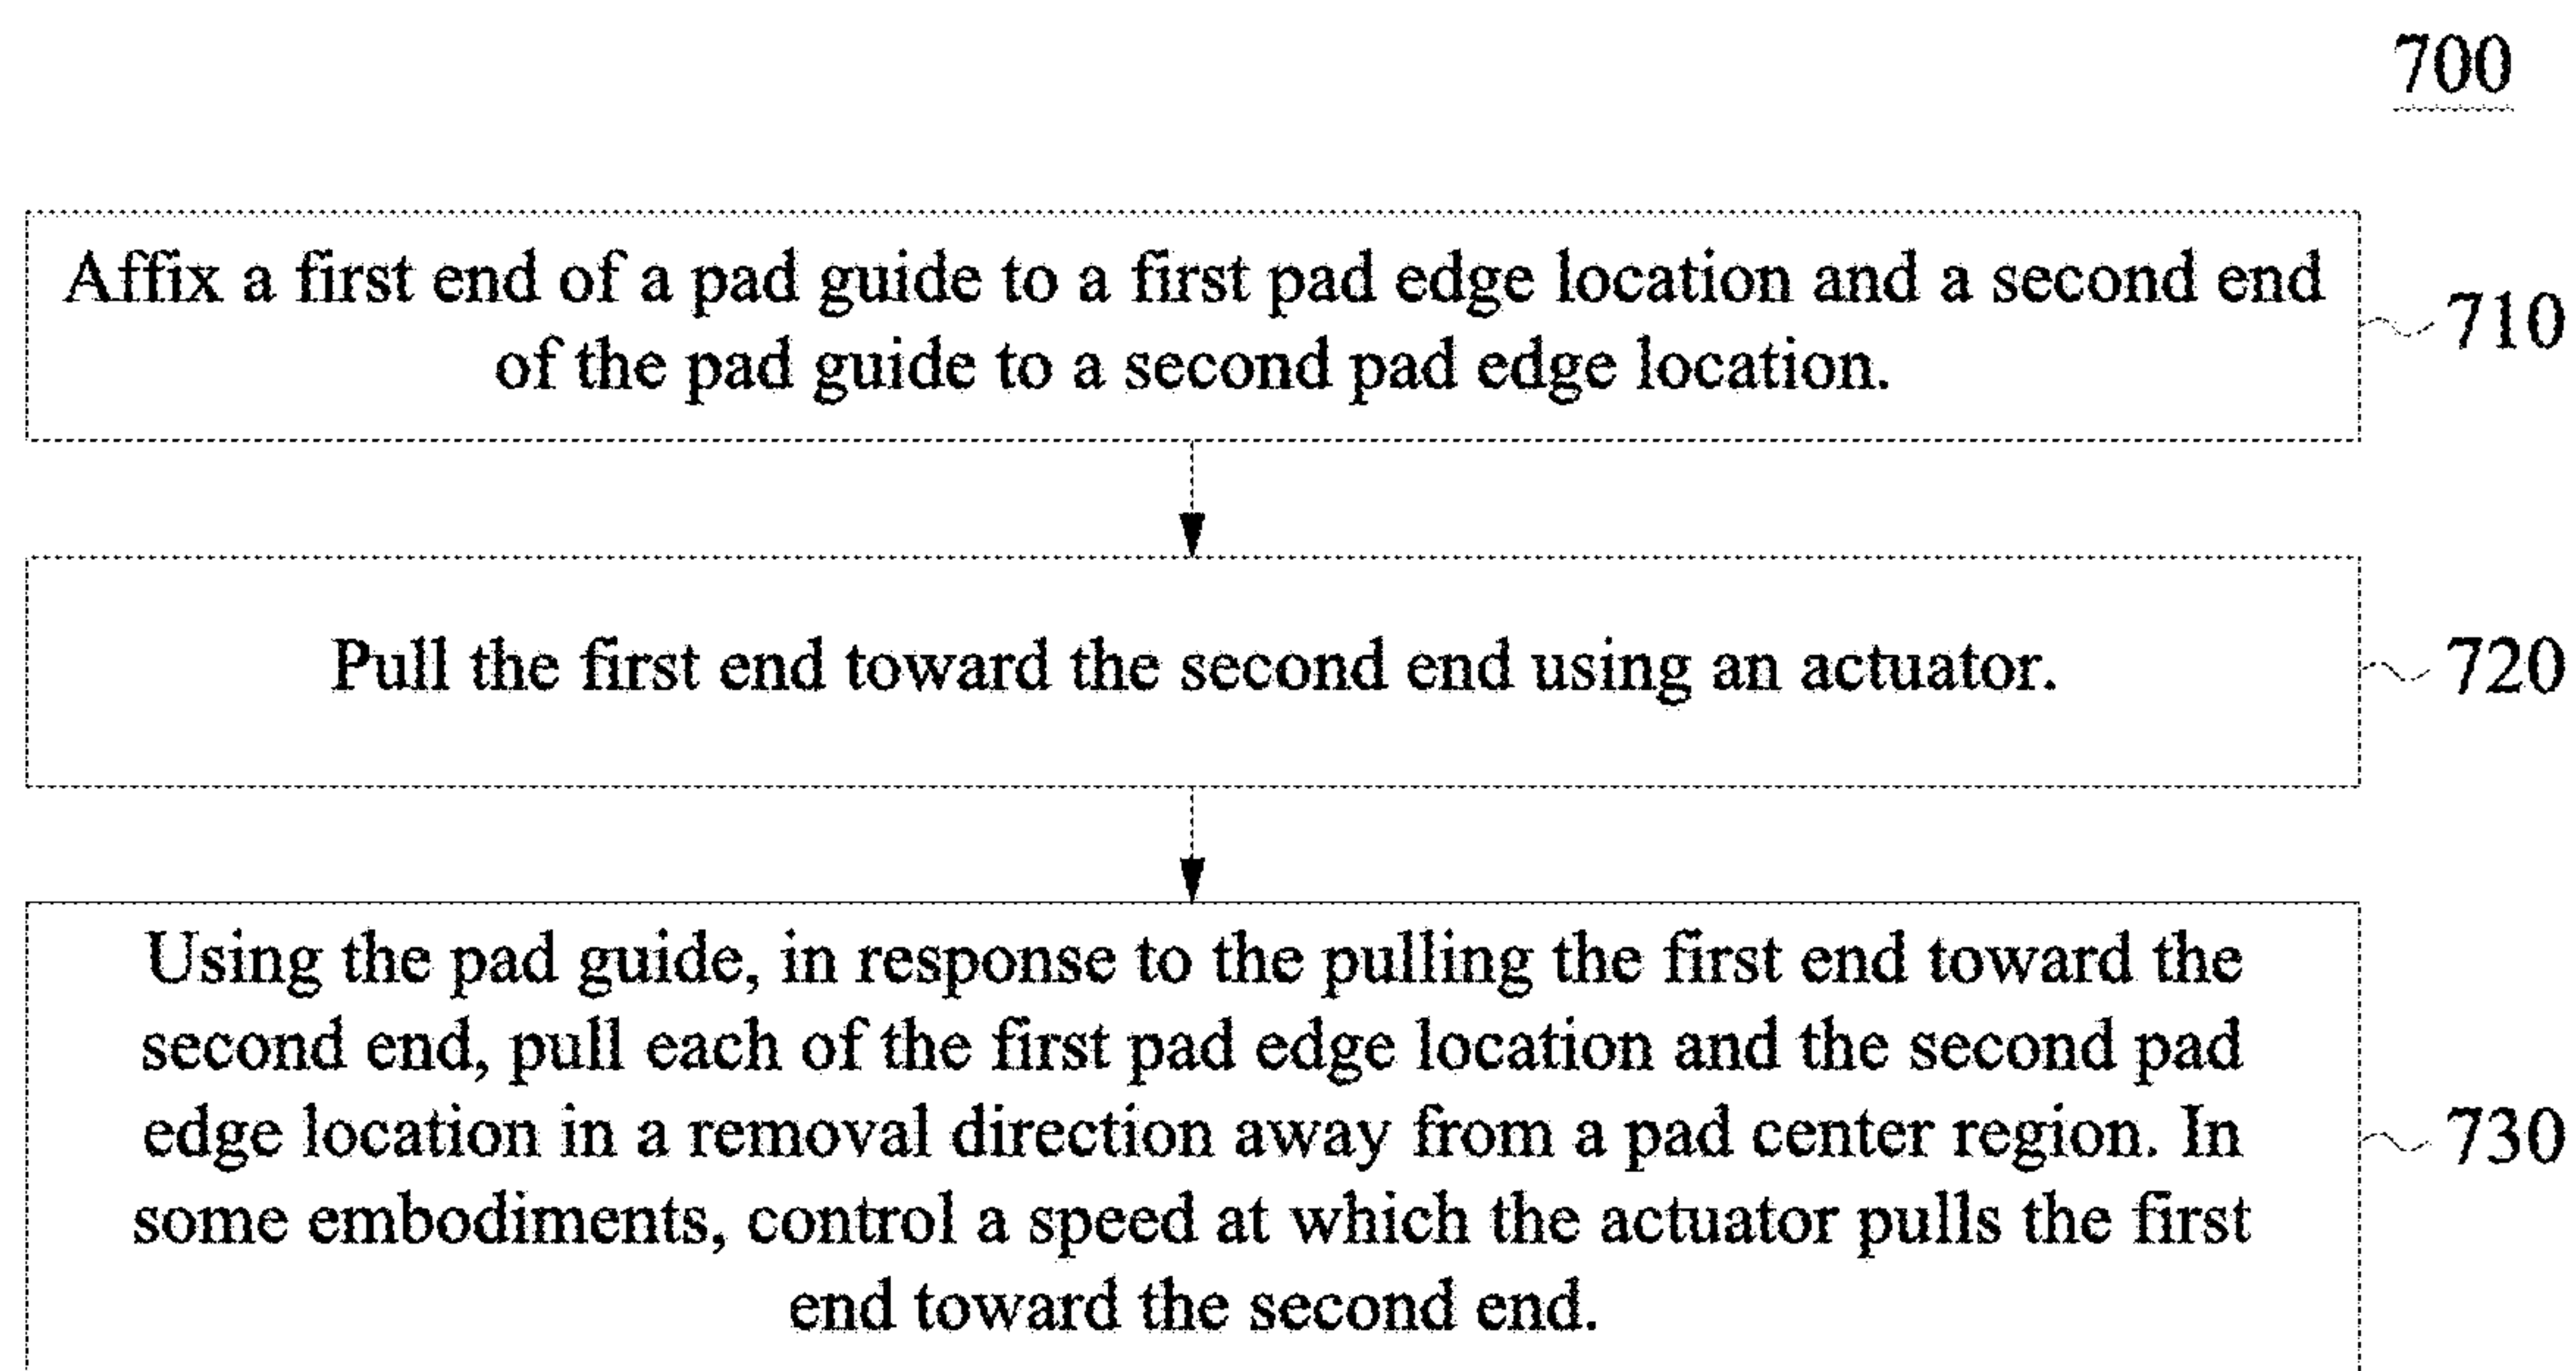 700
Affix a first end of a pad guide to a first pad edge location and a second end
of the pad guide to a second pad edge location.
710
Pull the first end toward the second end using an actuator.
720
Using the pad guide, in response to the pulling the first end toward the
second end, pull each of the first pad edge location and the second pad
edge location in a removal direction away from a pad center region. In
some embodiments, control a speed at which the actuator pulls the first
end toward the second end.
730